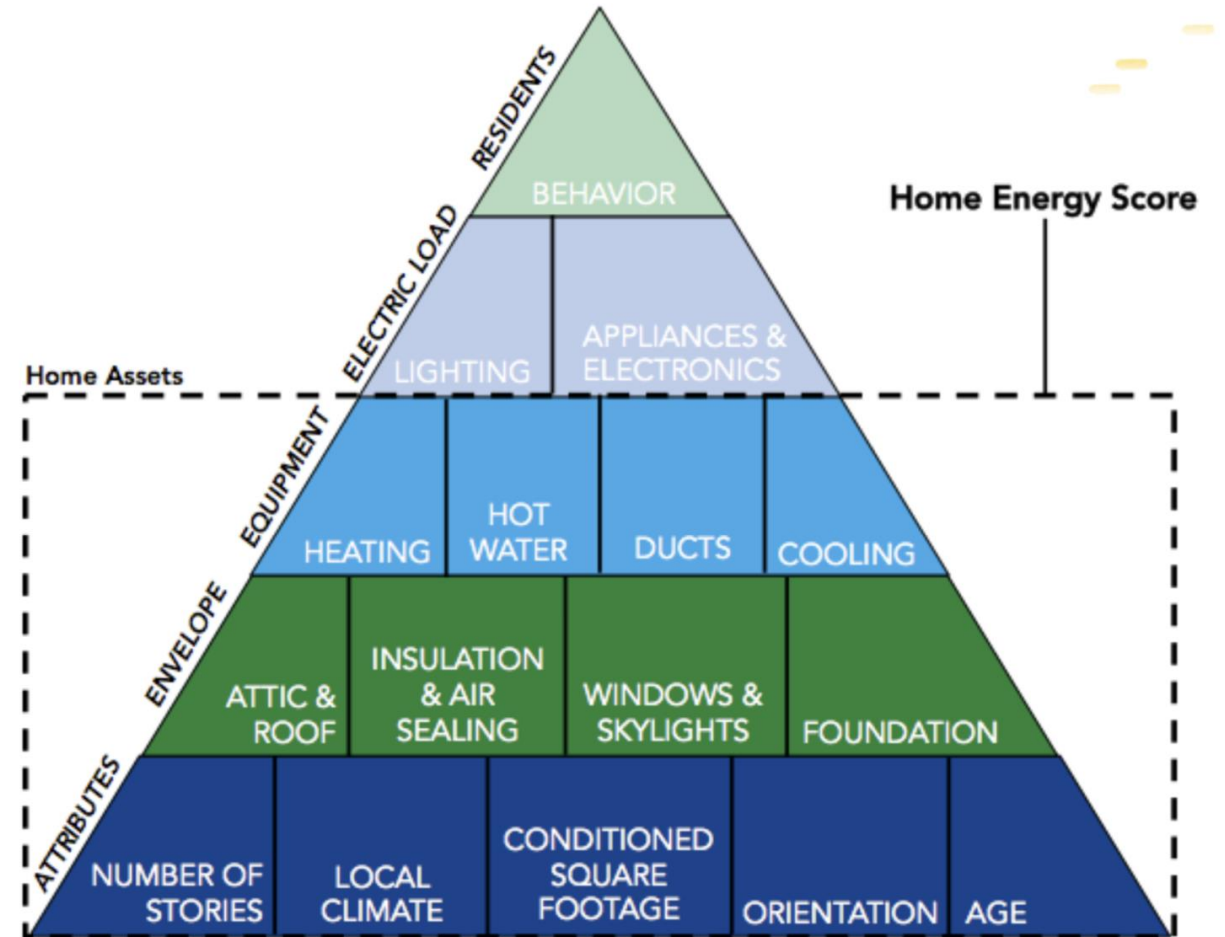 RESIDENTS
BEHAVIOR
Home Energy Score
ELECTRIC LOAD
LIGHTING
APPLIANCES &
ELECTRONICS
Home Assets
EQUIPMENT
HEATING
HOT
WATER
DUCTS
COOLING
ENVELOPE
ATTIC &
ROOF
INSULATION
& AIR
SEALING
WINDOWS &
SKYLIGHTS
FOUNDATION
ATTRIBUTES
NUMBER OF
STORIES
LOCAL
CLIMATE
CONDITIONED
SQUARE
FOOTAGE
ORIENTATION
AGE